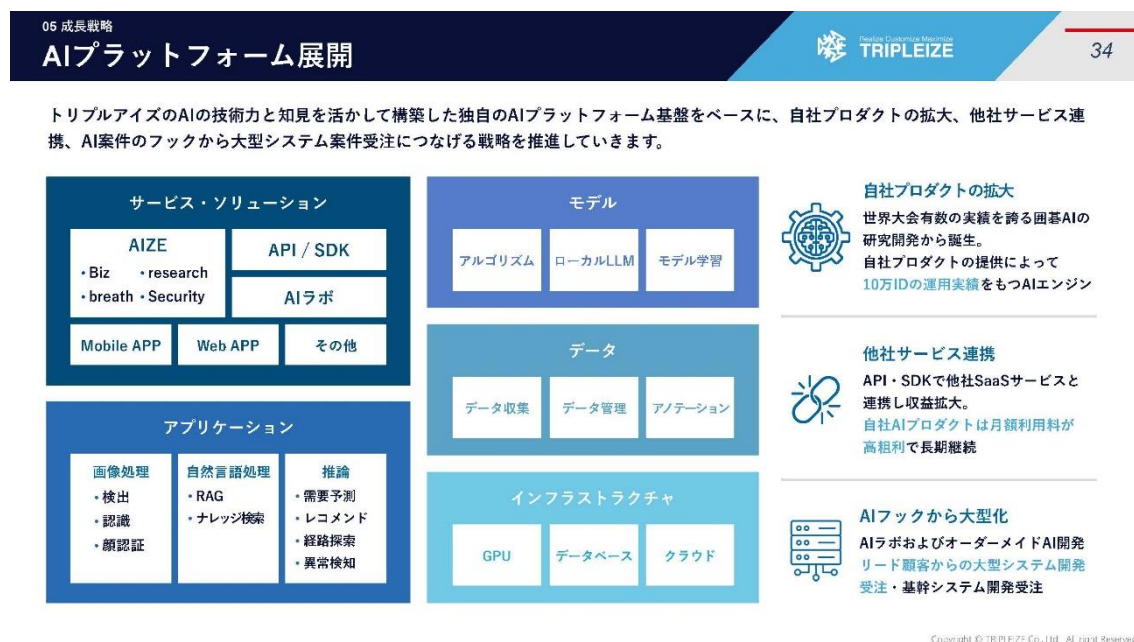 05 成長戦略
AIプラットフォーム展開
Realize Customize Maximize
TRIPLEIZE
34
トリプルアイズのAIの技術力と知見を活かして構築した独自のAIプラットフォーム基盤をベースに、自社プロダクトの拡大、他社サービス連
携、AI案件のフックから大型システム案件受注につなげる戦略を推進していきます。
サービス・ソリューション
AIZE
・Biz ・research
・breath ・Security
API / SDK
AIラボ
Mobile APP
Web APP
その他
アプリケーション
画像処理
・検出
・認識
・顔認証
自然言語処理
・RAG
・ナレッジ検索
推論
・需要予測
・レコメンド
・経路探索
・異常検知
モデル
アルゴリズム
ローカルLLM
モデル学習
データ
データ収集
データ管理
アノテーション
インフラストラクチャ
GPU
データベース
クラウド
自社プロダクトの拡大
世界大会有数の実績を誇る囲碁AIの
研究開発から誕生。
自社プロダクトの提供によって
10万IDの運用実績をもつAIエンジン
他社サービス連携
API・SDKで他社SaaSサービスと
連携し収益拡大。
自社AIプロダクトは月額利用料が
高粗利で長期継続
AIフックから大型化
AIラボおよびオーダーメイドAI開発
リード顧客からの大型システム開発
受注・基幹システム開発受注
Copyright © TRIPLEIZE Co., Ltd. All right Reserved